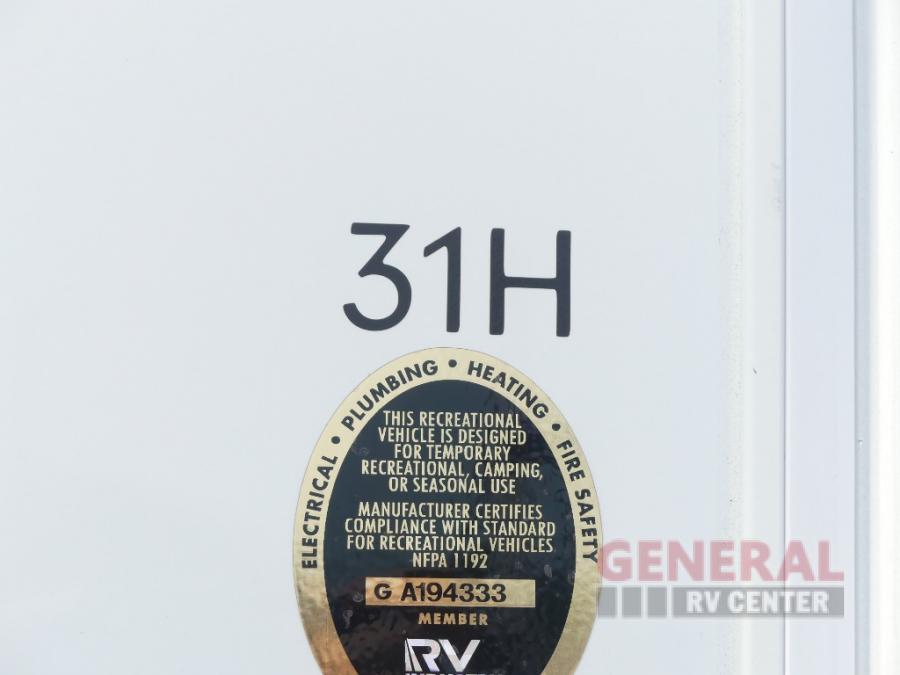 31H
ELECTRICAL • PLUMBING • HEATING • FIRE SAFETY
THIS RECREATIONAL
VEHICLE IS DESIGNED
FOR TEMPORARY
RECREATIONAL, CAMPING,
OR SEASONAL USE
MANUFACTURER CERTIFIES
COMPLIANCE WITH STANDARD
FOR RECREATIONAL VEHICLES
NFPA 1192
G A194333
MEMBER
RV
GENERAL
RV CENTER